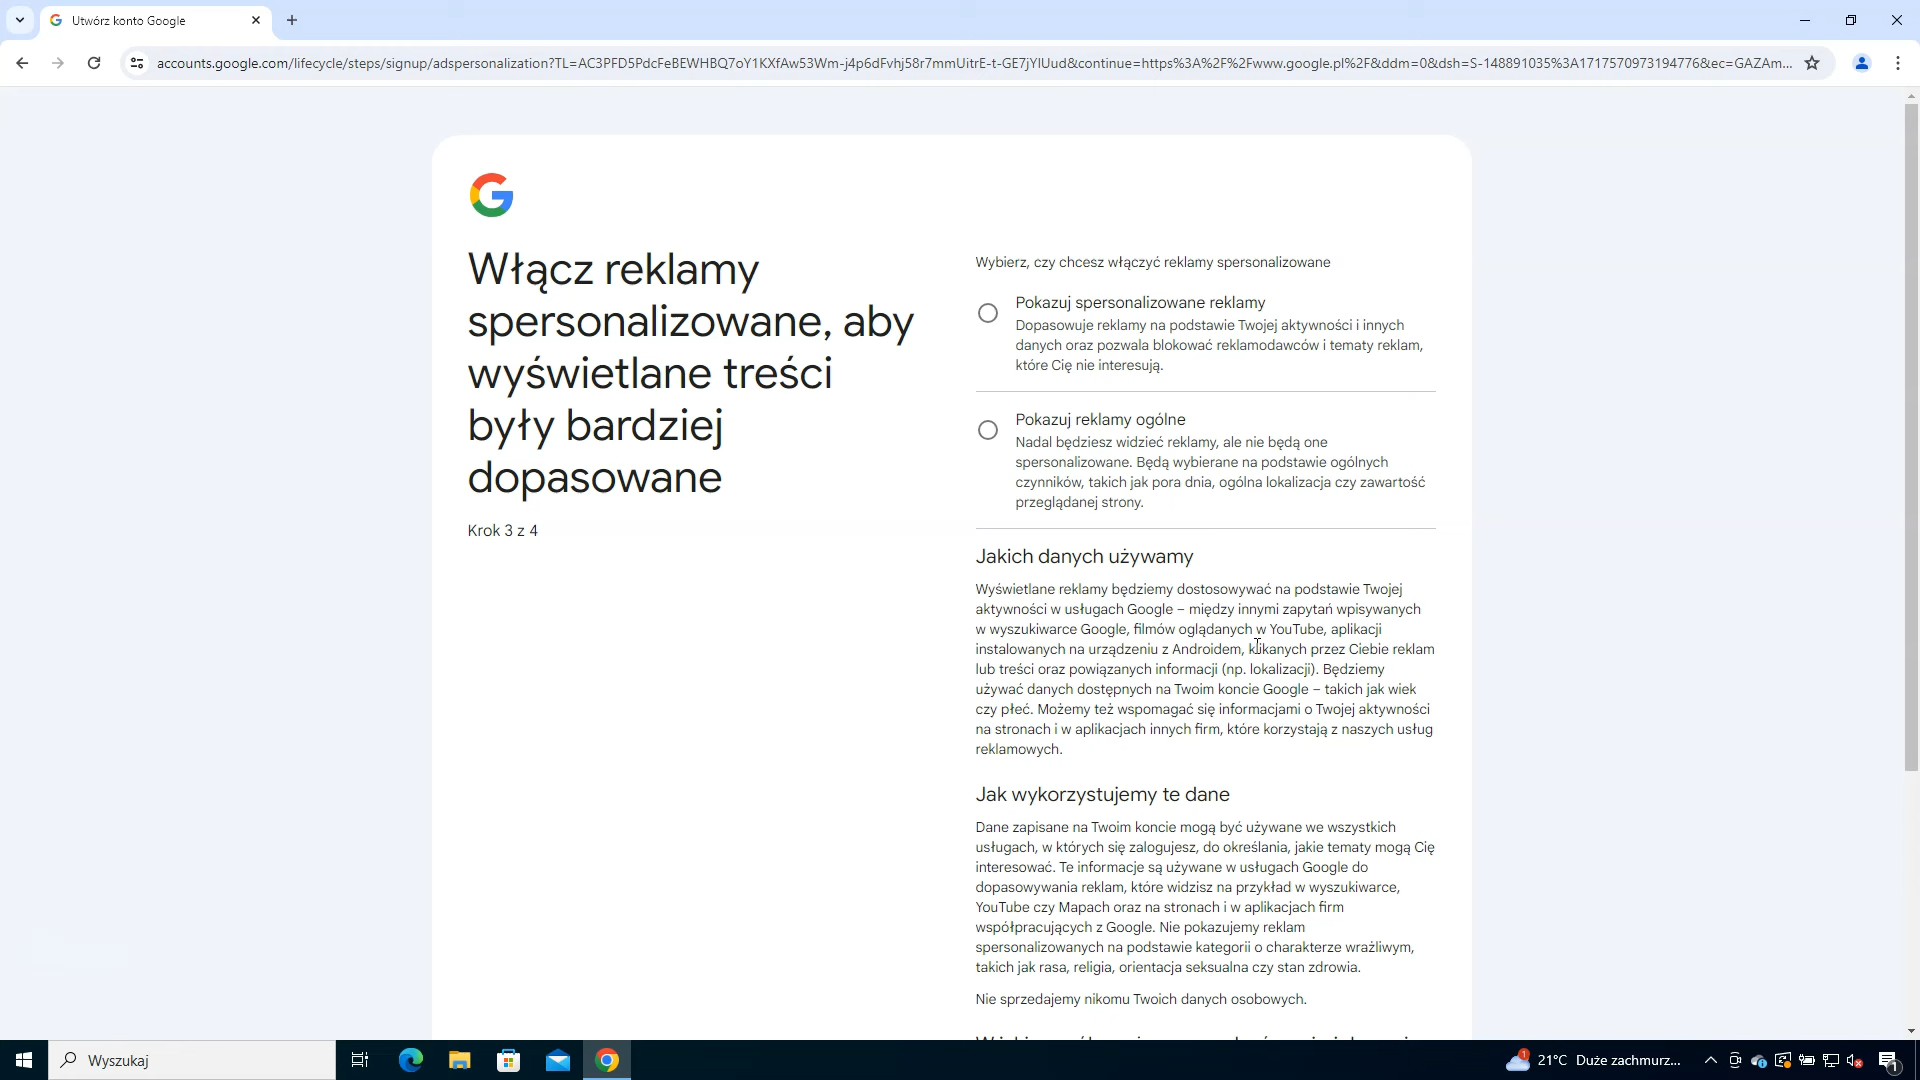 Utwórz konto Google
accounts.google.com/lifecycle/steps/signup/adspersonalization?TL=AC3PFD5PdcFeBEWHBQ7oY1KXfAw53Wm-j4p6dFvhj58r7mmUitrE-t-GE7jYIUud&continue=https%3A%2F%2Fwww.google.pl%2F&ddm=0&dsh=S-148891035%3A1717570973194776&ec=GAZAm...
Włącz reklamy
spersonalizowane, aby
wyświetlane treści
były bardziej
dopasowane
Krok 3 z 4
Wybierz, czy chcesz włączyć reklamy spersonalizowane
Pokazuj spersonalizowane reklamy
Dopasowuje reklamy na podstawie Twojej aktywności i innych
danych oraz pozwala blokować reklamodawców i tematy reklam,
które Cię nie interesują.
Pokazuj reklamy ogólne
Nadal będziesz widzieć reklamy, ale nie będą one
spersonalizowane. Będą wybierane na podstawie ogólnych
czynników, takich jak pora dnia, ogólna lokalizacja czy zawartość
przeglądanej strony.
Jakich danych używamy
Wyświetlane reklamy będziemy dostosowywać na podstawie Twojej
aktywności w usługach Google – między innymi zapytań wpisywanych
w wyszukiwarce Google, filmów oglądanych w YouTube, aplikacji
instalowanych na urządzeniu z Androidem, klikanych przez Ciebie reklam
lub treści oraz powiązanych informacji (np. lokalizacji). Będziemy
używać danych dostępnych na Twoim koncie Google – takich jak wiek
czy płeć. Możemy też wspomagać się informacjami o Twojej aktywności
na stronach i w aplikacjach innych firm, które korzystają z naszych usług
reklamowych.
Jak wykorzystujemy te dane
Dane zapisane na Twoim koncie mogą być używane we wszystkich
usługach, w których się zalogujesz, do określania, jakie tematy mogą Cię
interesować. Te informacje są używane w usługach Google do
dopasowywania reklam, które widzisz na przykład w wyszukiwarce,
YouTube czy Mapach oraz na stronach i w aplikacjach firm
współpracujących z Google. Nie pokazujemy reklam
spersonalizowanych na podstawie kategorii o charakterze wrażliwym,
takich jak rasa, religia, orientacja seksualna czy stan zdrowia.
Nie sprzedajemy nikomu Twoich danych osobowych.
Wyszukaj
1
21°C Duże zachmurz...
1